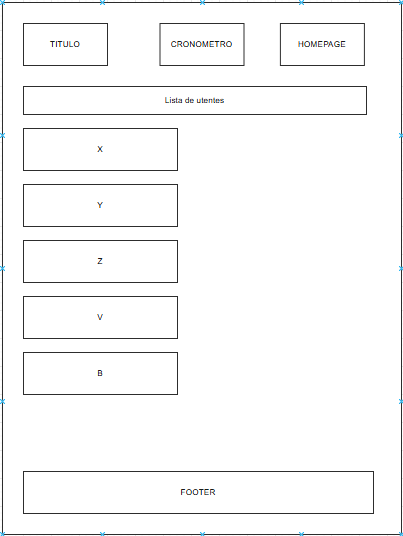 TITULO
CRONOMETRO
HOMEPAGE
Lista de utentes
X
Y
Z
V
B
FOOTER